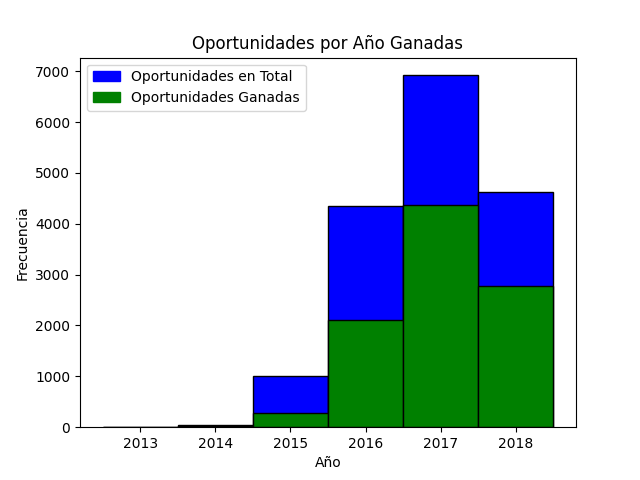 Oportunidades por Año Ganadas
Oportunidades en Total
Oportunidades Ganadas
Frecuencia
7000
6000
5000
4000
3000
2000
1000
0
2013 2014 2015 2016 2017 2018
Año